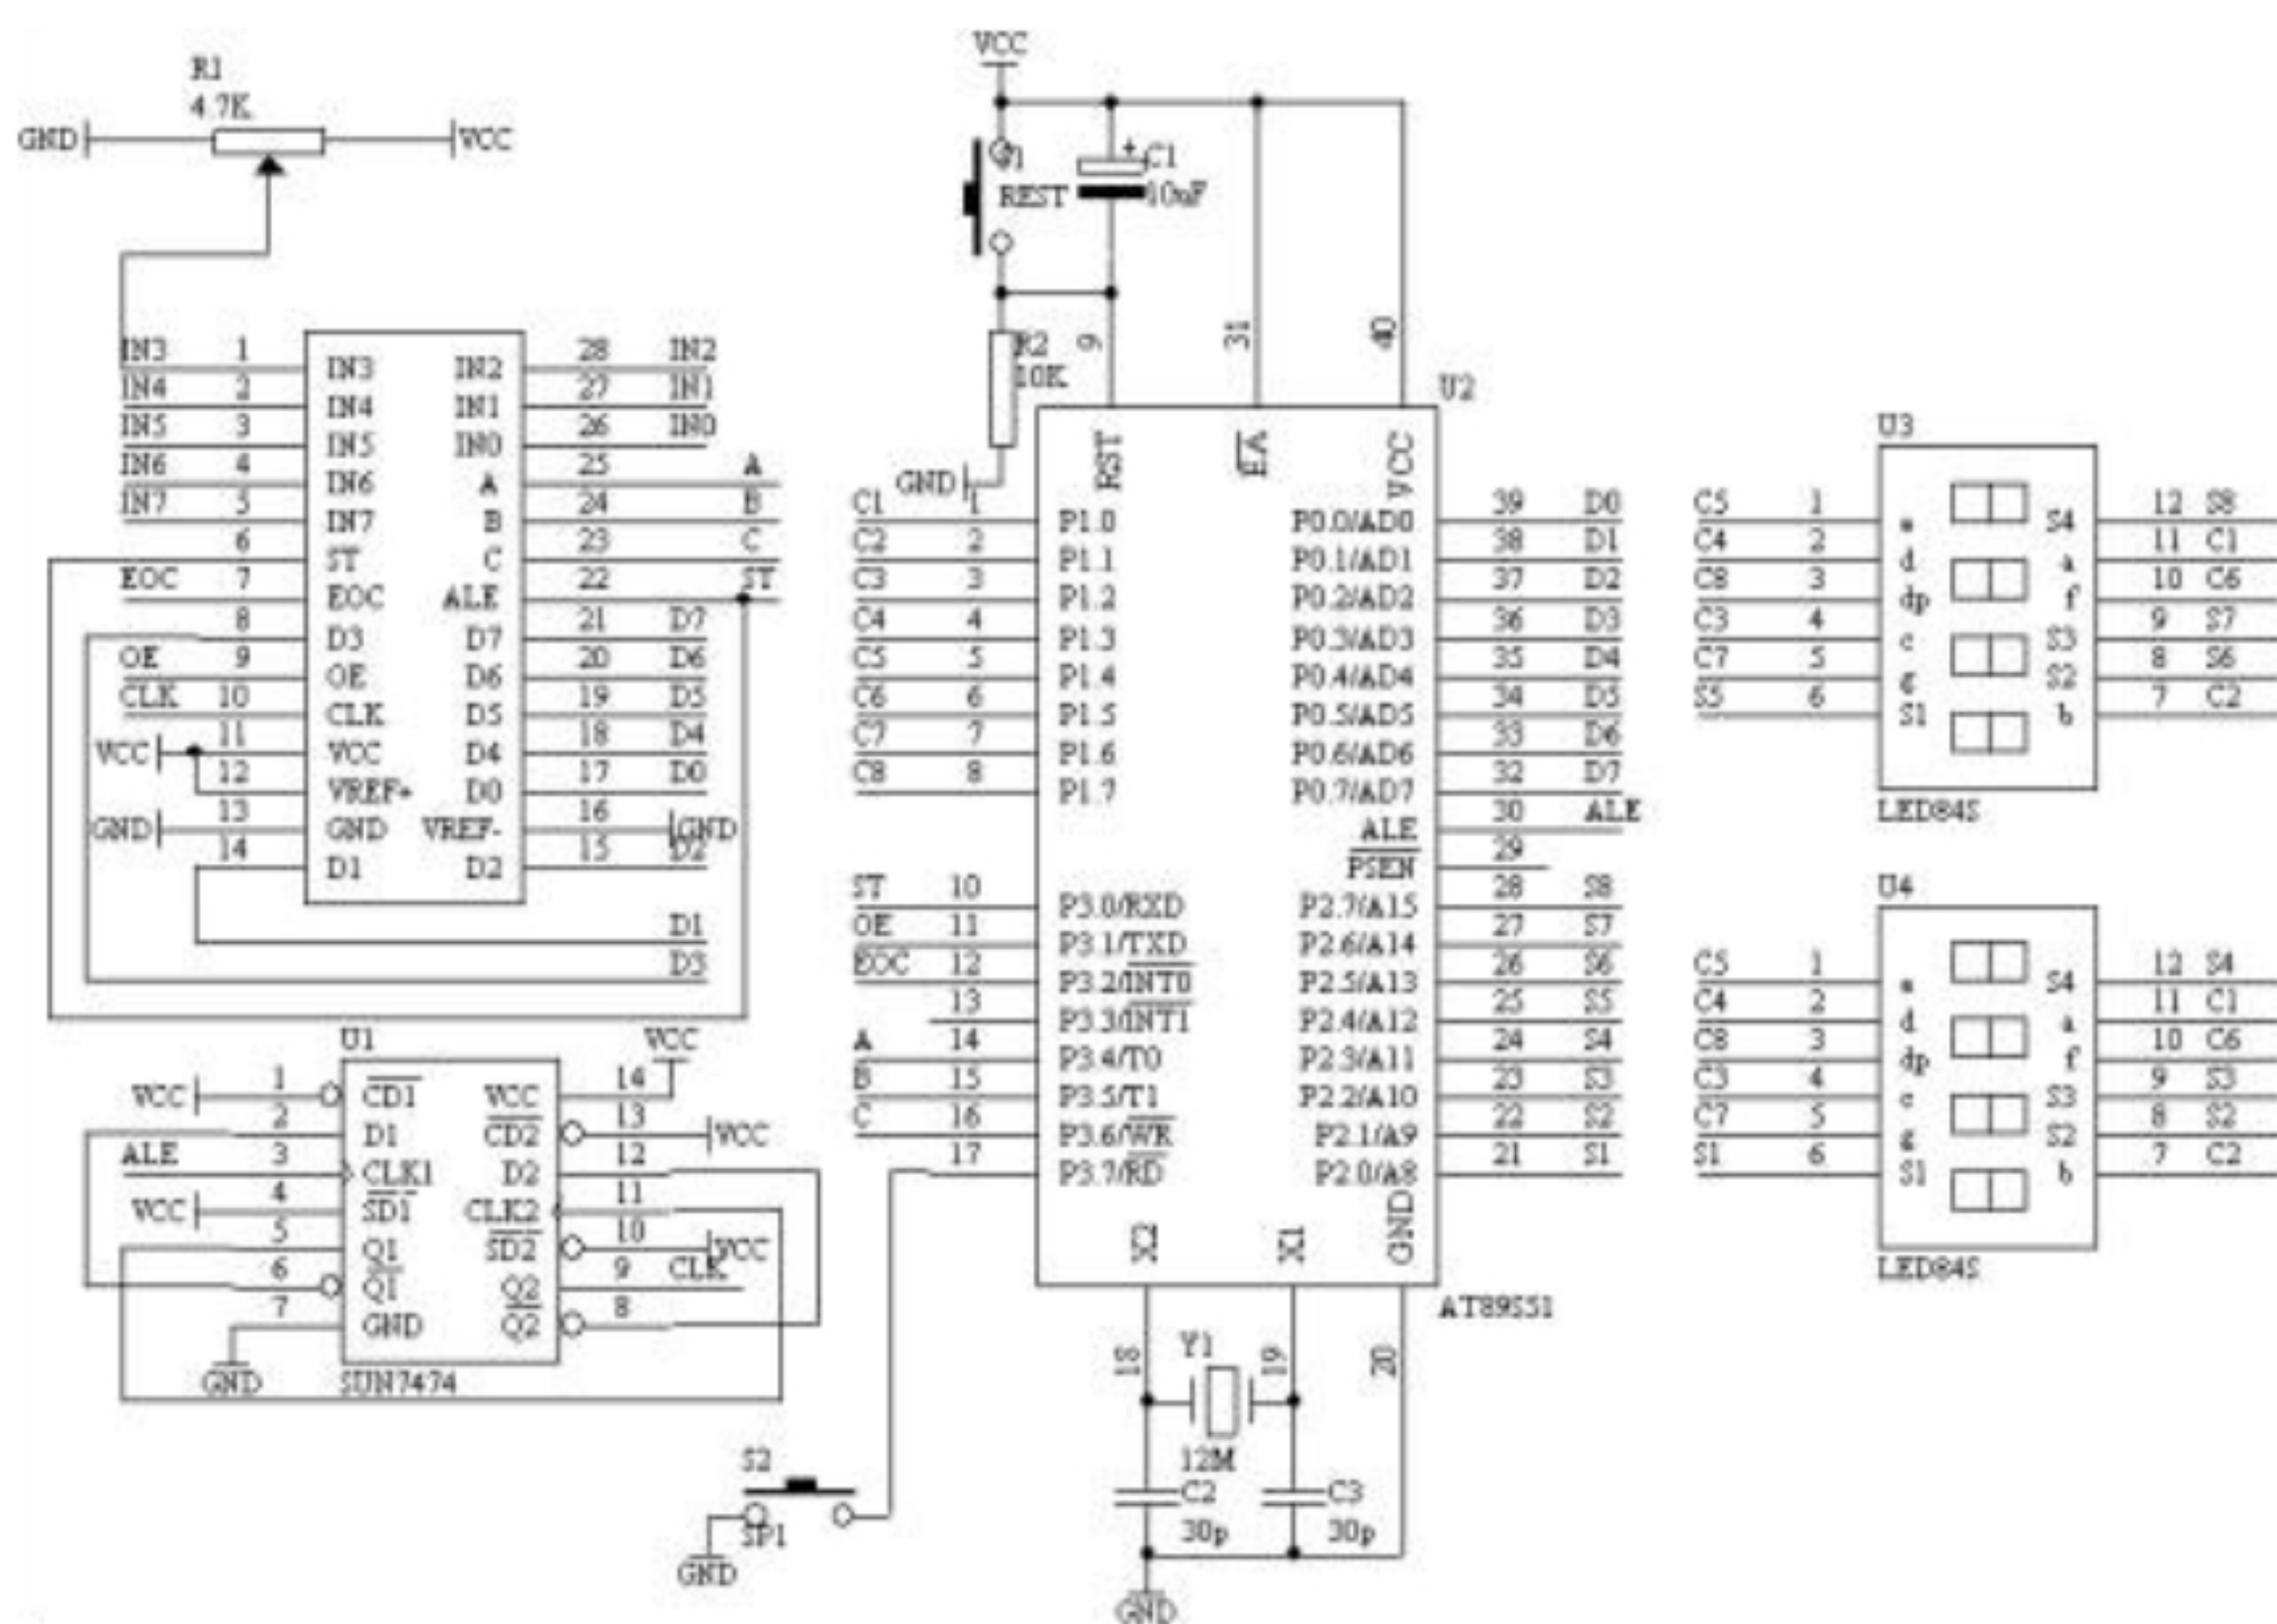 VCC
R1
4.7K
GND VCC
C1
10uF
REST
R2
10K
GND
9 31 40
U2
IN3 1 IN3 IN2 28 IN2
IN4 2 IN4 IN1 27 IN1
IN5 3 IN5 IN0 26 IN0
IN6 4 IN6 A 25 A
IN7 5 IN7 B 24 B
6 ST C 23 C
EOC 7 EOC ALE 22 ST
8 D3 D7 21 D7
OE 9 OE D6 20 D6
CLK 10 CLK D5 19 D5
VCC 11 VCC D4 18 D4
12 VREF+ D0 17 D0
GND 13 GND VREF- 16 GND
14 D1 D2 15 D2
D1
D3
RST EA VCC
C1 1 P1.0 P0.0/AD0 39 D0
C2 2 P1.1 P0.1/AD1 38 D1
C3 3 P1.2 P0.2/AD2 37 D2
C4 4 P1.3 P0.3/AD3 36 D3
C5 5 P1.4 P0.4/AD4 35 D4
C6 6 P1.5 P0.5/AD5 34 D5
C7 7 P1.6 P0.6/AD6 33 D6
C8 8 P1.7 P0.7/AD7 32 D7
ALE 30 ALE
PSEN 29
ST 10 P3.0/RXD P2.7/A15 28 S8
OE 11 P3.1/TXD P2.6/A14 27 S7
EOC 12 P3.2/INT0 P2.5/A13 26 S6
13 P3.3/INT1 P2.4/A12 25 S5
A 14 P3.4/T0 P2.3/A11 24 S4
B 15 P3.5/T1 P2.2/A10 23 S3
C 16 P3.6/WR P2.1/A9 22 S2
17 P3.7/RD P2.0/A8 21 S1
X2 X1 GND
AT89S51
18 19 20
Y1
12M
C2 C3
30p 30p
GND
U3
C5 1 e S4 12 S8
C4 2 d a 11 C1
C8 3 dp f 10 C6
C3 4 c S3 9 S7
C7 5 g S2 8 S6
S5 6 S1 b 7 C2
LED84S
U4
C5 1 e S4 12 S4
C4 2 d a 11 C1
C8 3 dp f 10 C6
C3 4 c S3 9 S3
C7 5 g S2 8 S2
S1 6 S1 b 7 C2
LED84S
U1 VCC
VCC 1 CD1 VCC 14
2 D1 CD2 13 VCC
ALE 3 CLK1 D2 12
VCC 4 SD1 CLK2 11
5 Q1 SD2 10 VCC
6 Q1 Q2 9 CLK
7 GND Q2 8
GND SUN7474
S2
SP1
GND